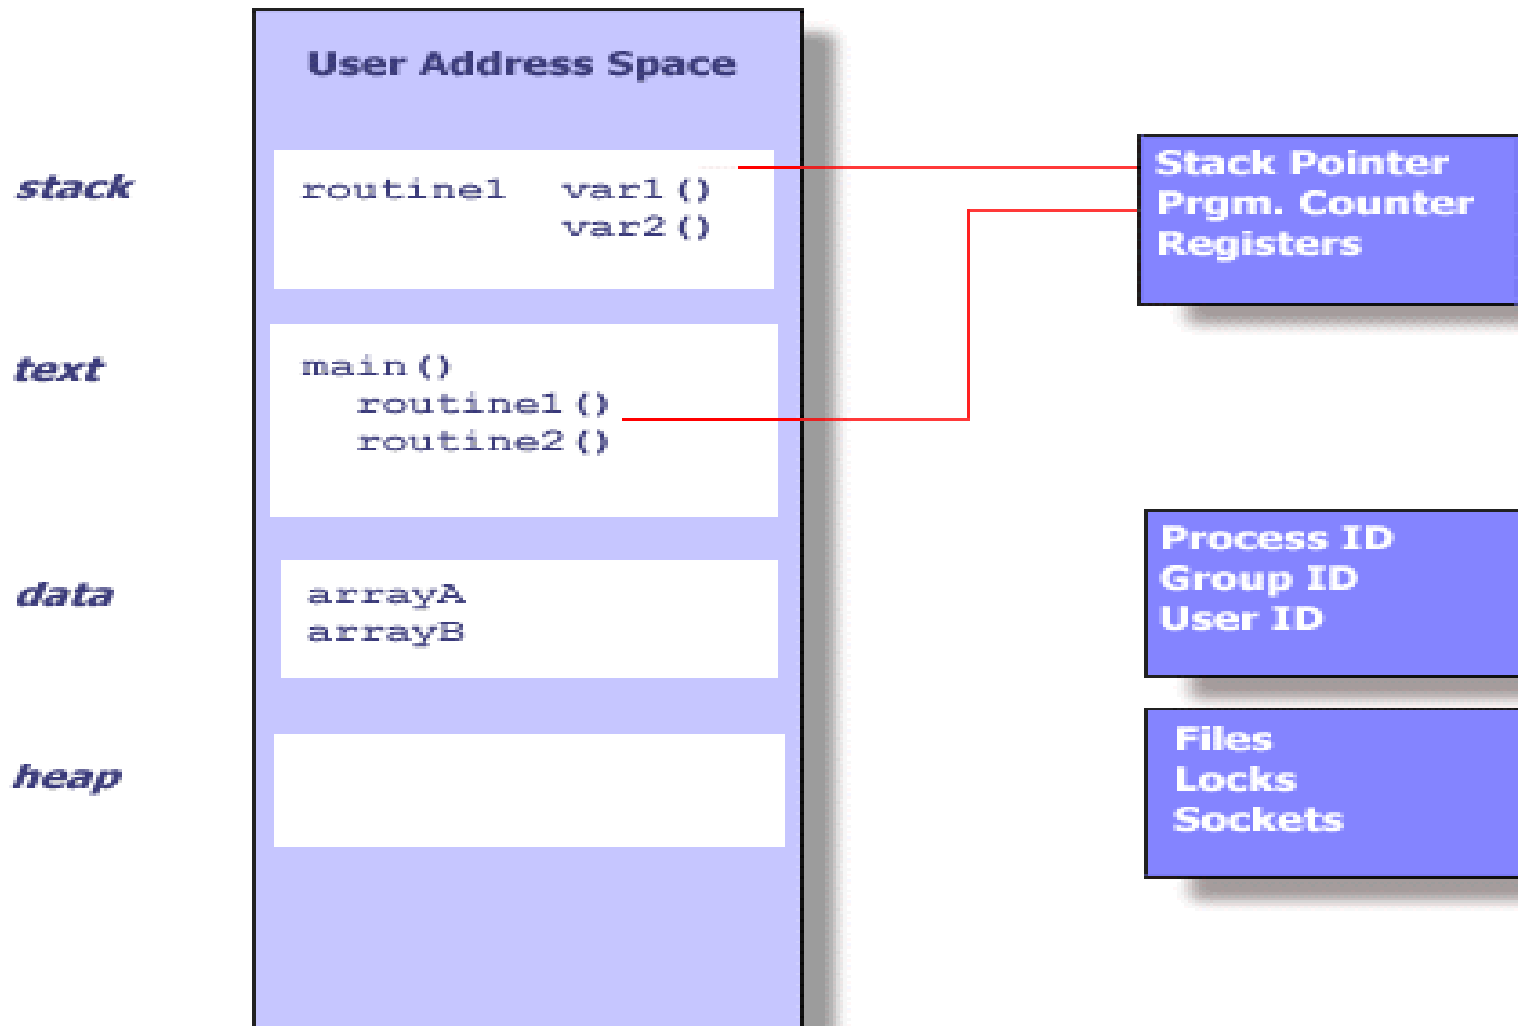 User Address Space
stack
routine1 var1()
var2()
text
main()
routine1()
routine2()
data
arrayA
arrayB
heap
Stack Pointer
Prgm. Counter
Registers
Process ID
Group ID
User ID
Files
Locks
Sockets